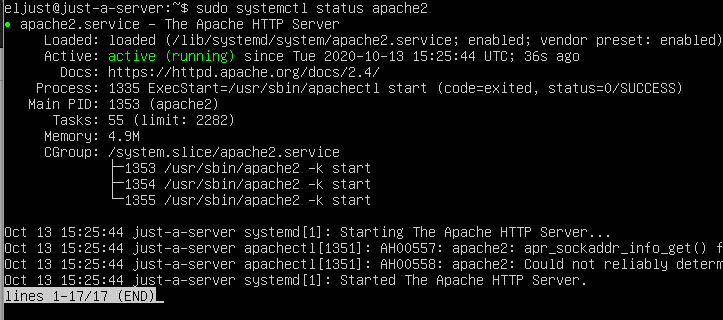 eljust@just-a-server:~$ sudo systemctl status apache2
● apache2.service - The Apache HTTP Server
Loaded: loaded (/lib/systemd/system/apache2.service; enabled; vendor preset: enabled)
Active: active (running) since Tue 2020-10-13 15:25:44 UTC; 36s ago
Docs: https://httpd.apache.org/docs/2.4/
Process: 1335 ExecStart=/usr/sbin/apachectl start (code=exited, status=0/SUCCESS)
Main PID: 1353 (apache2)
Tasks: 55 (limit: 2282)
Memory: 4.9M
CGroup: /system.slice/apache2.service
├─1353 /usr/sbin/apache2 -k start
├─1354 /usr/sbin/apache2 -k start
└─1355 /usr/sbin/apache2 -k start
Oct 13 15:25:44 just-a-server systemd[1]: Starting The Apache HTTP Server...
Oct 13 15:25:44 just-a-server apachectl[1351]: AH00557: apache2: apr_sockaddr_info_get() f
Oct 13 15:25:44 just-a-server apachectl[1351]: AH00558: apache2: Could not reliably determ
Oct 13 15:25:44 just-a-server systemd[1]: Started The Apache HTTP Server.
lines 1-17/17 (END)